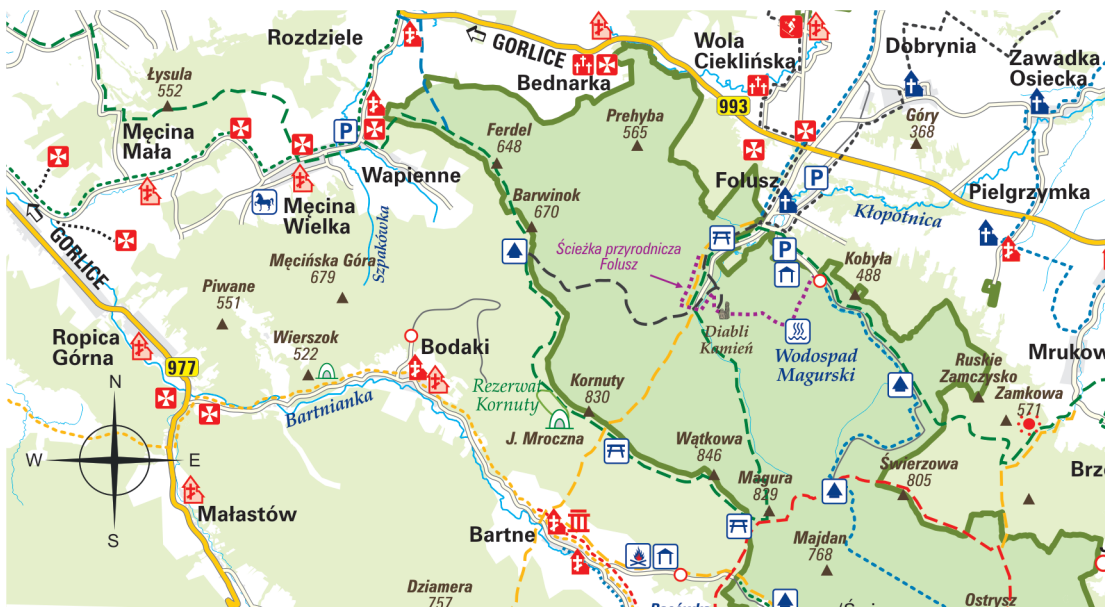 Rozdziele
GORLICE
Bednarka
Wola
Cieklińska
Dobrynia
Zawadka
Osiecka
993
Łysula
552
Męcina
Mała
P
Ferdel
648
Prehyba
565
Góry
368
Wapienne
Folusz
P
Pielgrzymka
Kłopotnica
Męcina
Wielka
Szpakówka
Barwinok
670
Ścieżka przyrodnicza
Folusz
P
Kobyła
488
GORLICE
Męcińska Góra
679
Piwane
551
Diabli
Kamień
Wodospad
Magurski
Ropica
Górna
977
Wierszok
522
Bodaki
Bartnianka
Rezerwat
Kornuty
Kornuty
830
J. Mroczna
Ruskie
Zamczysko
Zamkowa
571
N
W
E
S
Wątkowa
846
Magura
829
Świerzowa
805
Małastów
Bartne
Majdan
768
Dziamera
757
Ostrysz